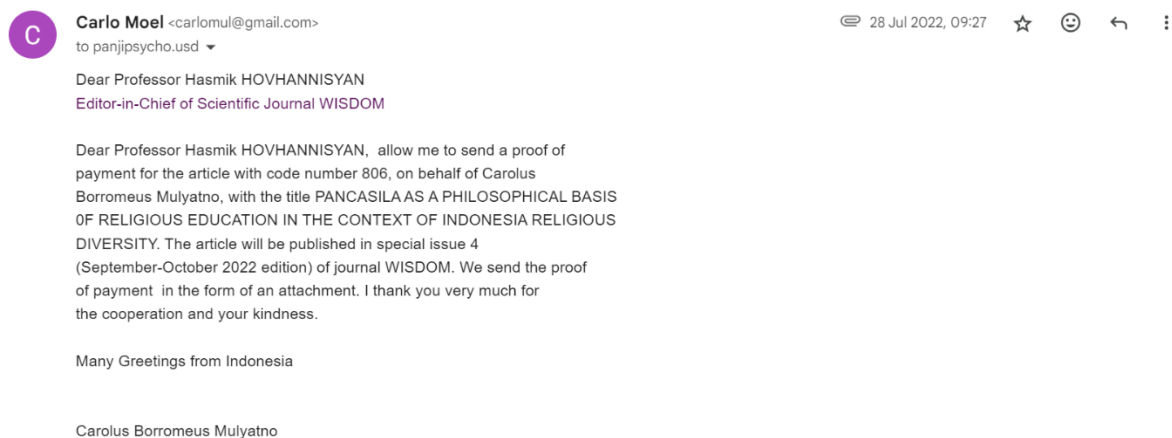 C
Carlo Moel <carlomul@gmail.com>
28 Jul 2022, 09:27
to panjipsycho.usd
Dear Professor Hasmik HOVHANNISYAN
Editor-in-Chief of Scientific Journal WISDOM
Dear Professor Hasmik HOVHANNISYAN,  allow me to send a proof of
payment for the article with code number 806, on behalf of Carolus
Borromeus Mulyatno, with the title PANCASILA AS A PHILOSOPHICAL BASIS
0F RELIGIOUS EDUCATION IN THE CONTEXT OF INDONESIA RELIGIOUS
DIVERSITY. The article will be published in special issue 4
(September-October 2022 edition) of journal WISDOM. We send the proof
of payment  in the form of an attachment. I thank you very much for
the cooperation and your kindness.
Many Greetings from Indonesia
Carolus Borromeus Mulyatno